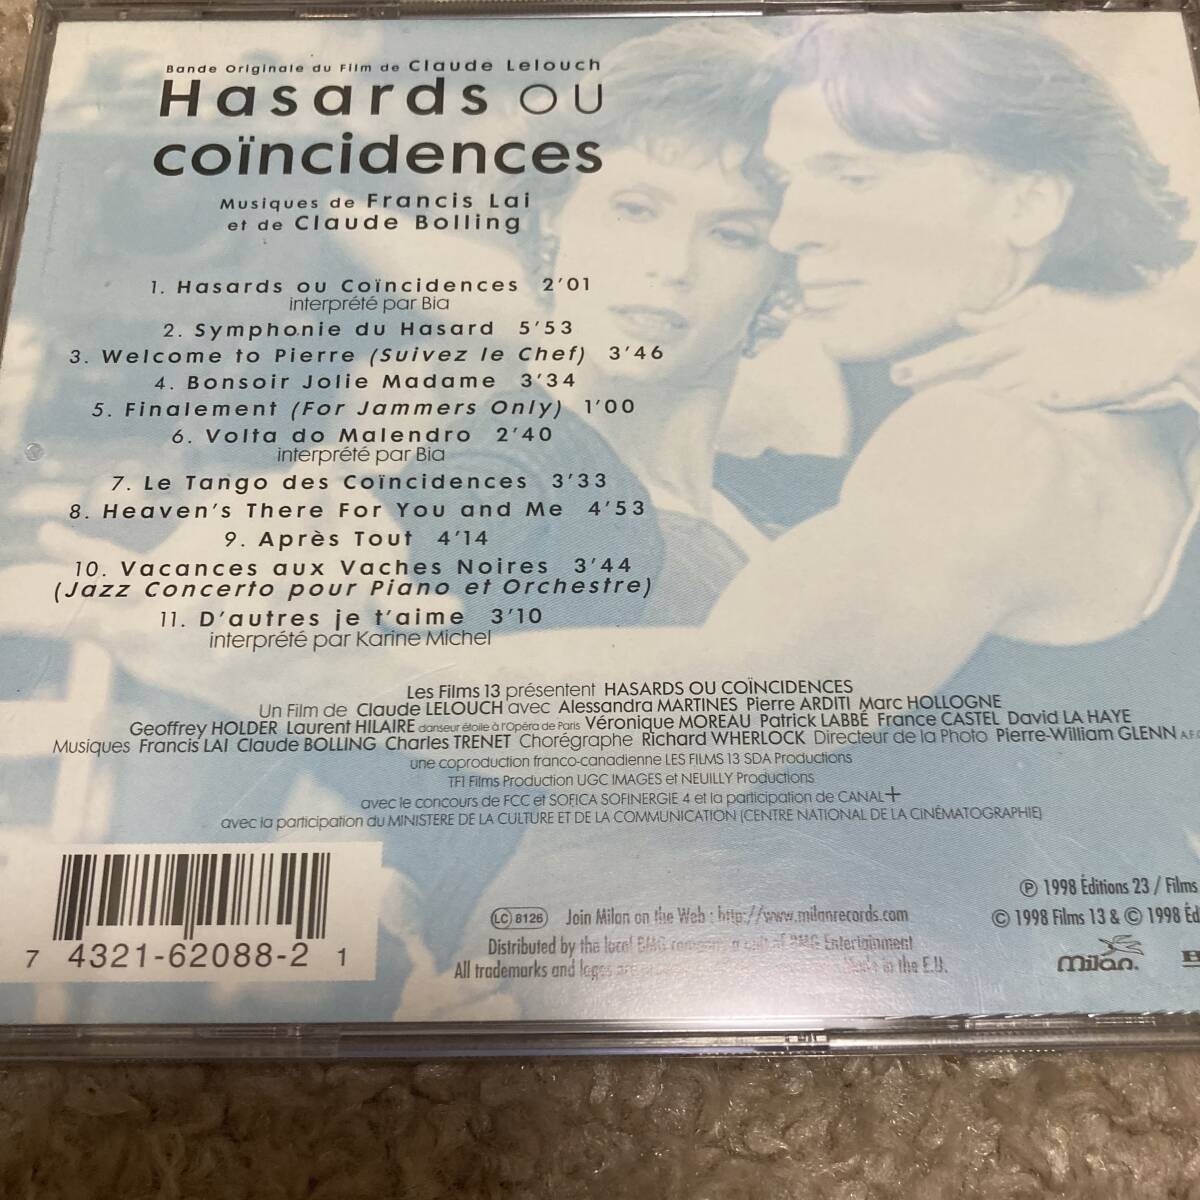 Bande Originale du Film de Claude Lelouch
Hasards OU
coïncidences
Musiques de Francis Lai
et de Claude Bolling
1. Hasards ou Coïncidences 2'01
interprété par Bia
2. Symphonie du Hasard 5'53
3. Welcome to Pierre (Suivez le Chef) 3'46
4. Bonsoir Jolie Madame 3'34
5. Finalement (For Jammers Only) 1'00
6. Volta do Malendro 2'40
interprété par Bia
7. Le Tango des Coïncidences 3'33
8. Heaven's There For You and Me 4'53
9. Après Tout 4'14
10. Vacances aux Vaches Noires 3'44
(Jazz Concerto pour Piano et Orchestre)
11. D'autres je t'aime 3'10
interprété par Karine Michel
Les Films 13 présentent HASARDS OU COÏNCIDENCES
Un Film de Claude LELOUCH avec Alessandra MARTINES Pierre ARDITI Marc HOLLOGNE
Geoffrey HOLDER Laurent HILAIRE danseur étoile à l'Opéra de Paris Véronique MOREAU Patrick LABBÉ France CASTEL David LA HAYE
Musiques Francis LAI Claude BOLLING Charles TRENET Chorégraphe Richard WHERLOCK Directeur de la Photo Pierre-William GLENN
une coproduction franco-canadienne LES FILMS 13 SDA Productions
TF1 Films Production UGC IMAGES et NEUILLY Productions
avec le concours de FCC et SOFICA SOFINERGIE 4 et la participation de CANAL+
avec la participation du MINISTERE DE LA CULTURE ET DE LA COMMUNICATION (CENTRE NATIONAL DE LA CINÉMATOGRAPHIE)
℗ 1998 Éditions 23 / Films
© 1998 Films 13 & © 1998
LC 8126 Join Milan on the Web : http://www.milanrecords.com
Distributed by the local BMG company a unit of BMG Entertainment
All trademarks and logos are in the E.U.
milan.
7 4321-62088-2 1